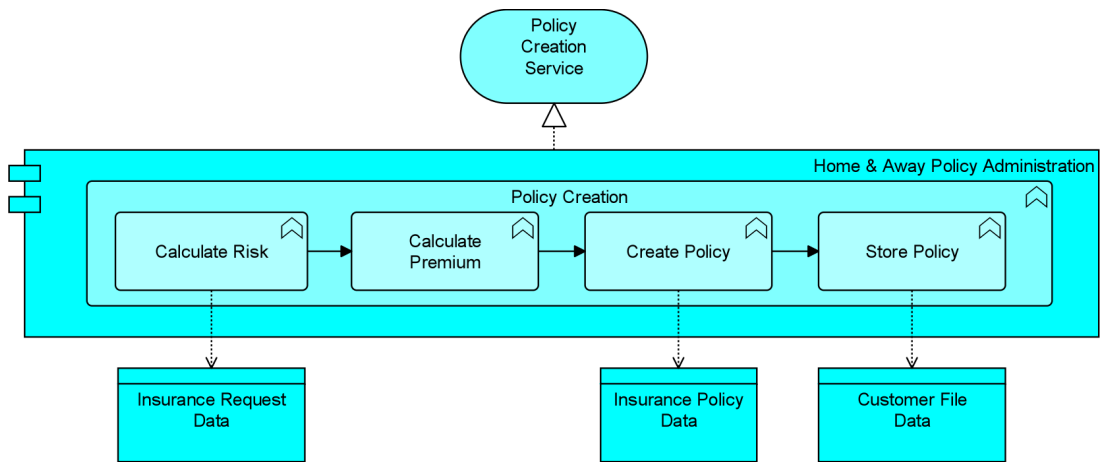 Policy
Creation
Service
Home & Away Policy Administration
Policy Creation
Calculate Risk
Calculate
Premium
Create Policy
Store Policy
Insurance Request
Data
Insurance Policy
Data
Customer File
Data